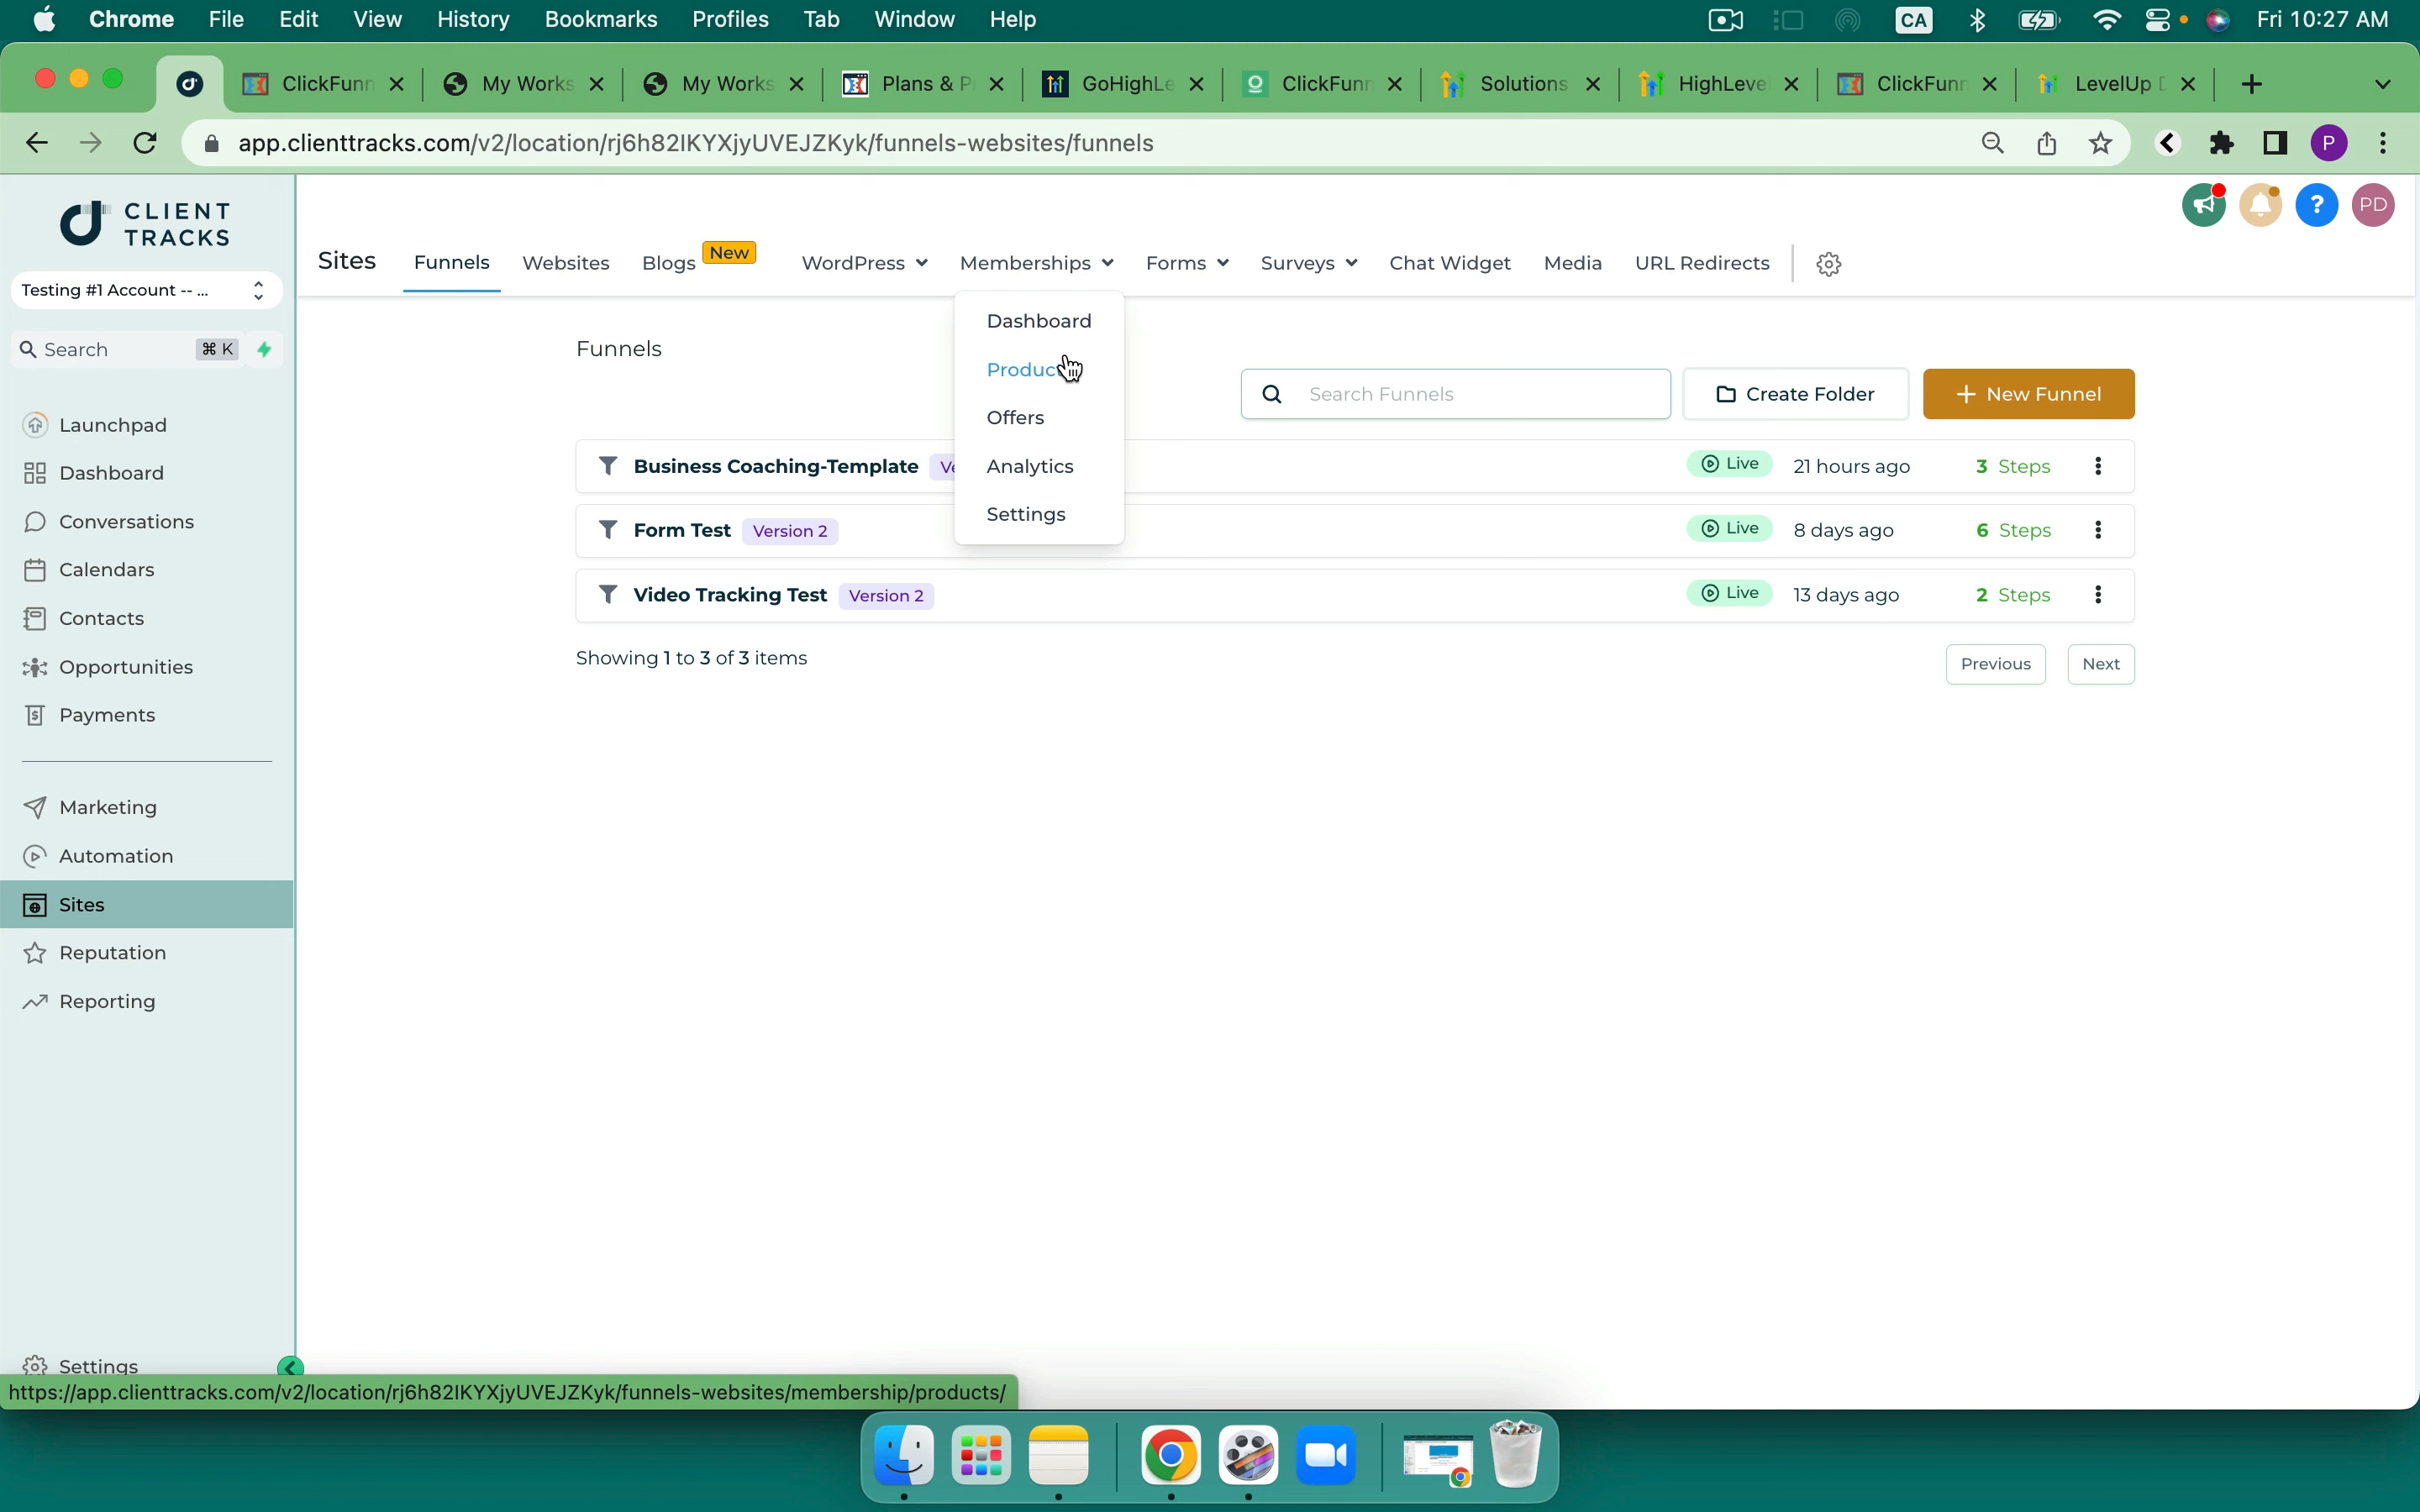 Chrome File Edit View History Bookmarks Profiles Tab Window Help CA Fri 10:27 AM
ClickFunn My Works My Works Plans & P GoHighLe ClickFunn Solutions HighLevel ClickFunn LevelUp D
app.clienttracks.com/v2/location/rj6h82IKYXjyUVEJZKyk/funnels-websites/funnels P
CLIENT
TRACKS
Testing #1 Account -- ...
Search ⌘ K
Launchpad
Dashboard
Conversations
Calendars
Contacts
Opportunities
Payments
Marketing
Automation
Sites
Reputation
Reporting
Settings
? PD
Sites Funnels Websites Blogs New WordPress Memberships Forms Surveys Chat Widget Media URL Redirects
Dashboard
Offers
Analytics
Settings
Funnels
Search Funnels Create Folder + New Funnel
Business Coaching-Template Live 21 hours ago 3 Steps
Form Test Version 2 Live 8 days ago 6 Steps
Video Tracking Test Version 2 Live 13 days ago 2 Steps
Showing 1 to 3 of 3 items Previous Next
https://app.clienttracks.com/v2/location/rj6h82IKYXjyUVEJZKyk/funnels-websites/membership/products/